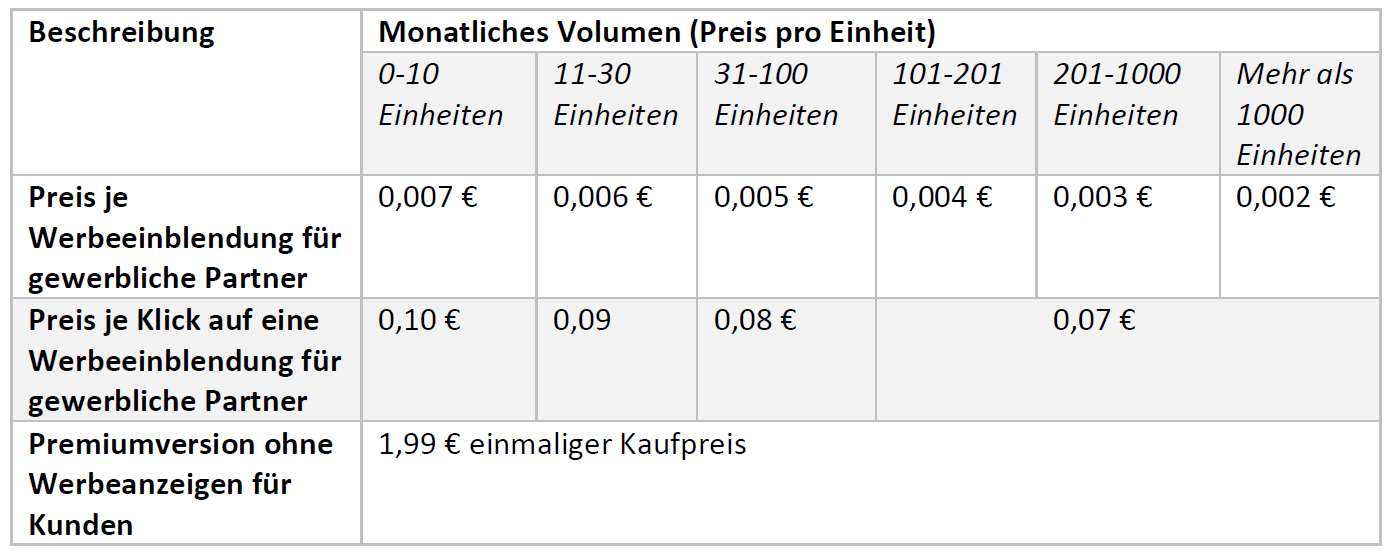 Beschreibung
Monatliches Volumen (Preis pro Einheit)
0-10
Einheiten
11-30
Einheiten
31-100
Einheiten
101-201
Einheiten
201-1000
Einheiten
Mehr als
1000
Einheiten
Preis je
Werbeeinblendung für
gewerbliche Partner
0,007 €
0,006 €
0,005 €
0,004 €
0,003 €
0,002 €
Preis je Klick auf eine
Werbeeinblendung für
gewerbliche Partner
0,10 €
0,09
0,08 €
0,07 €
Premiumversion ohne
Werbeanzeigen für
Kunden
1,99 € einmaliger Kaufpreis